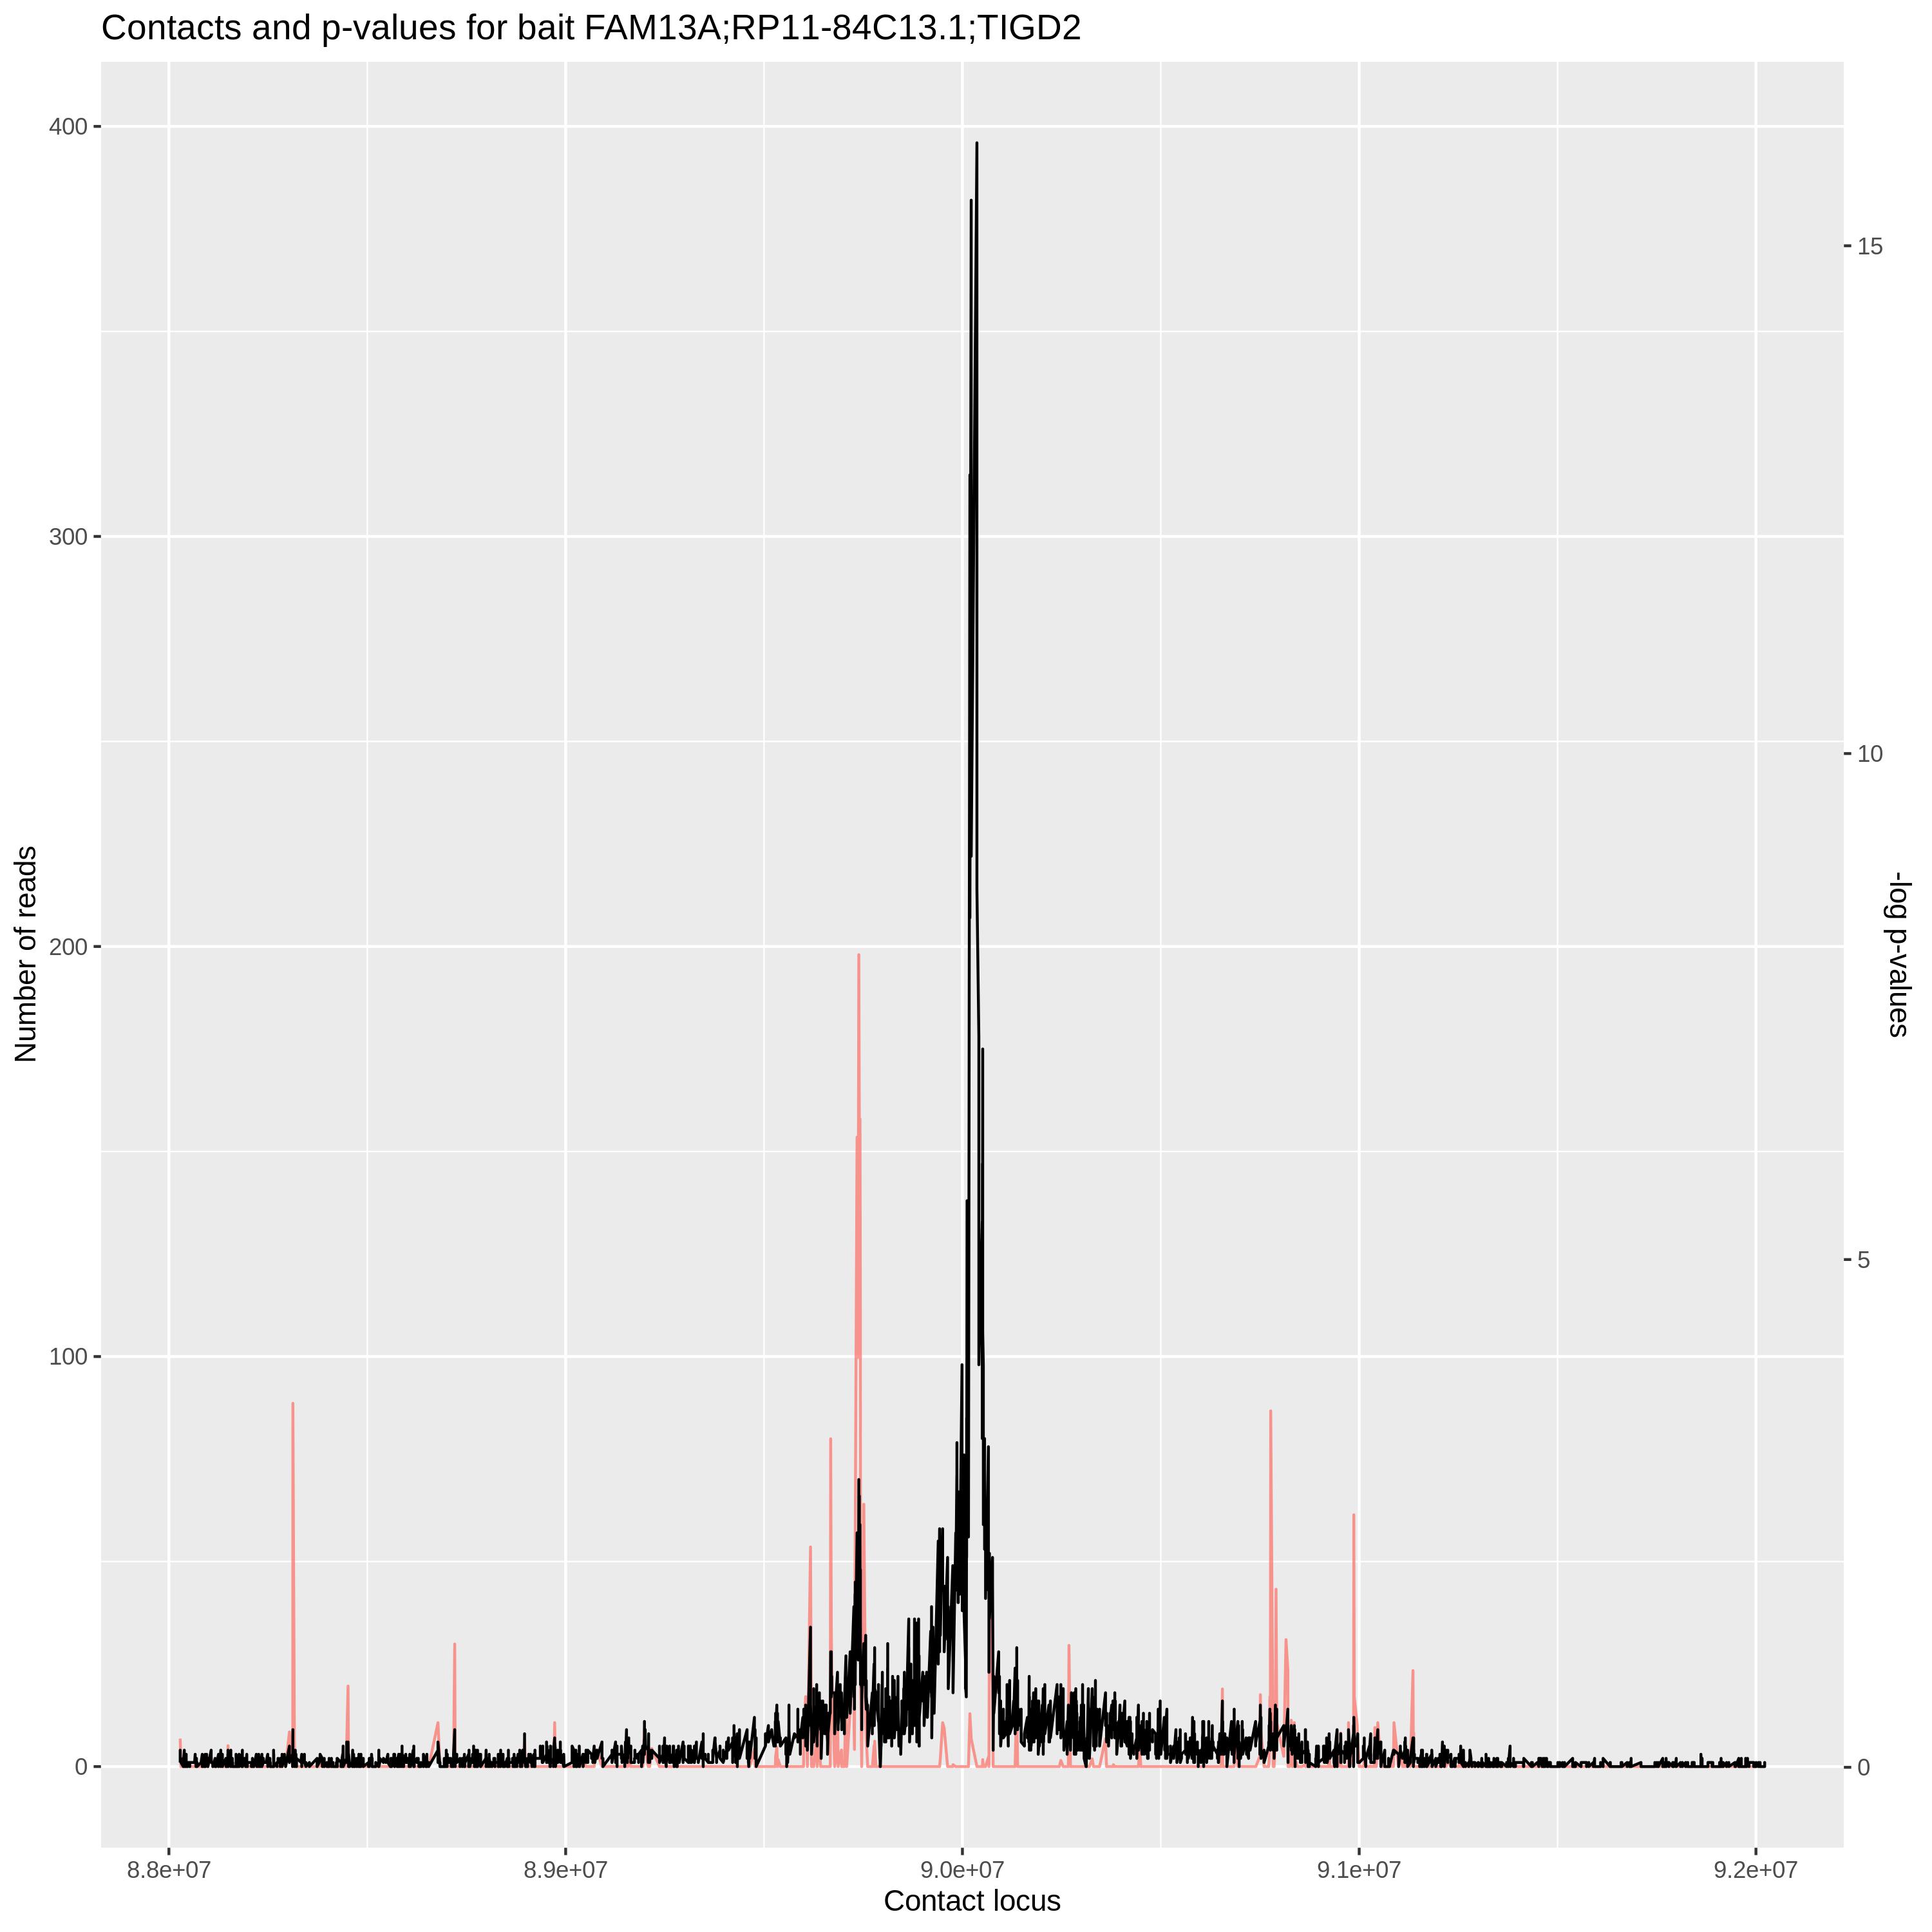 Contacts and p-values for bait FAM13A;RP11-84C13.1;TIGD2
400
300
200
100
0
Number of reads
15
10
5
0
-log p-values
8.8e+07
8.9e+07
9.0e+07
9.1e+07
9.2e+07
Contact locus